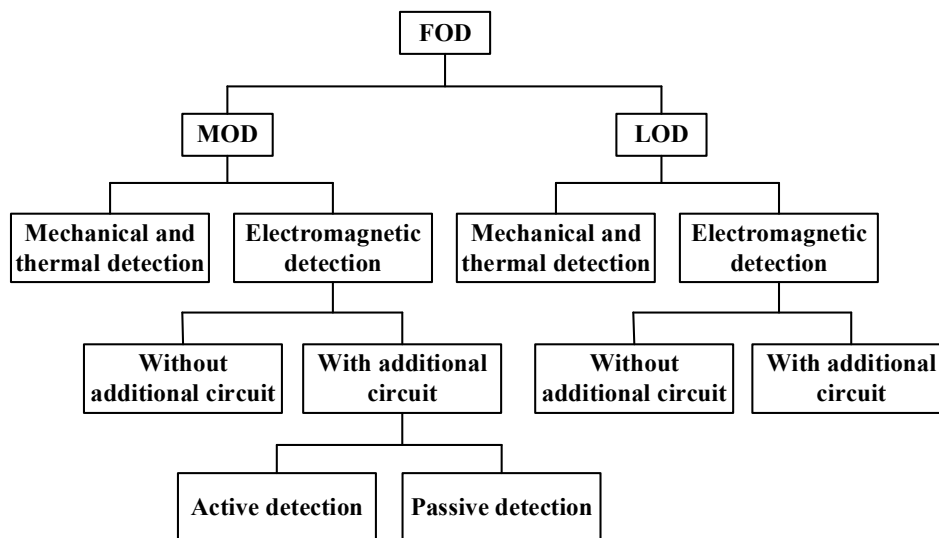 FOD
MOD
LOD
Mechanical and
thermal detection
Electromagnetic
detection
Mechanical and
thermal detection
Electromagnetic
detection
Without
additional circuit
With additional
circuit
Without
additional circuit
With additional
circuit
Active detection
Passive detection